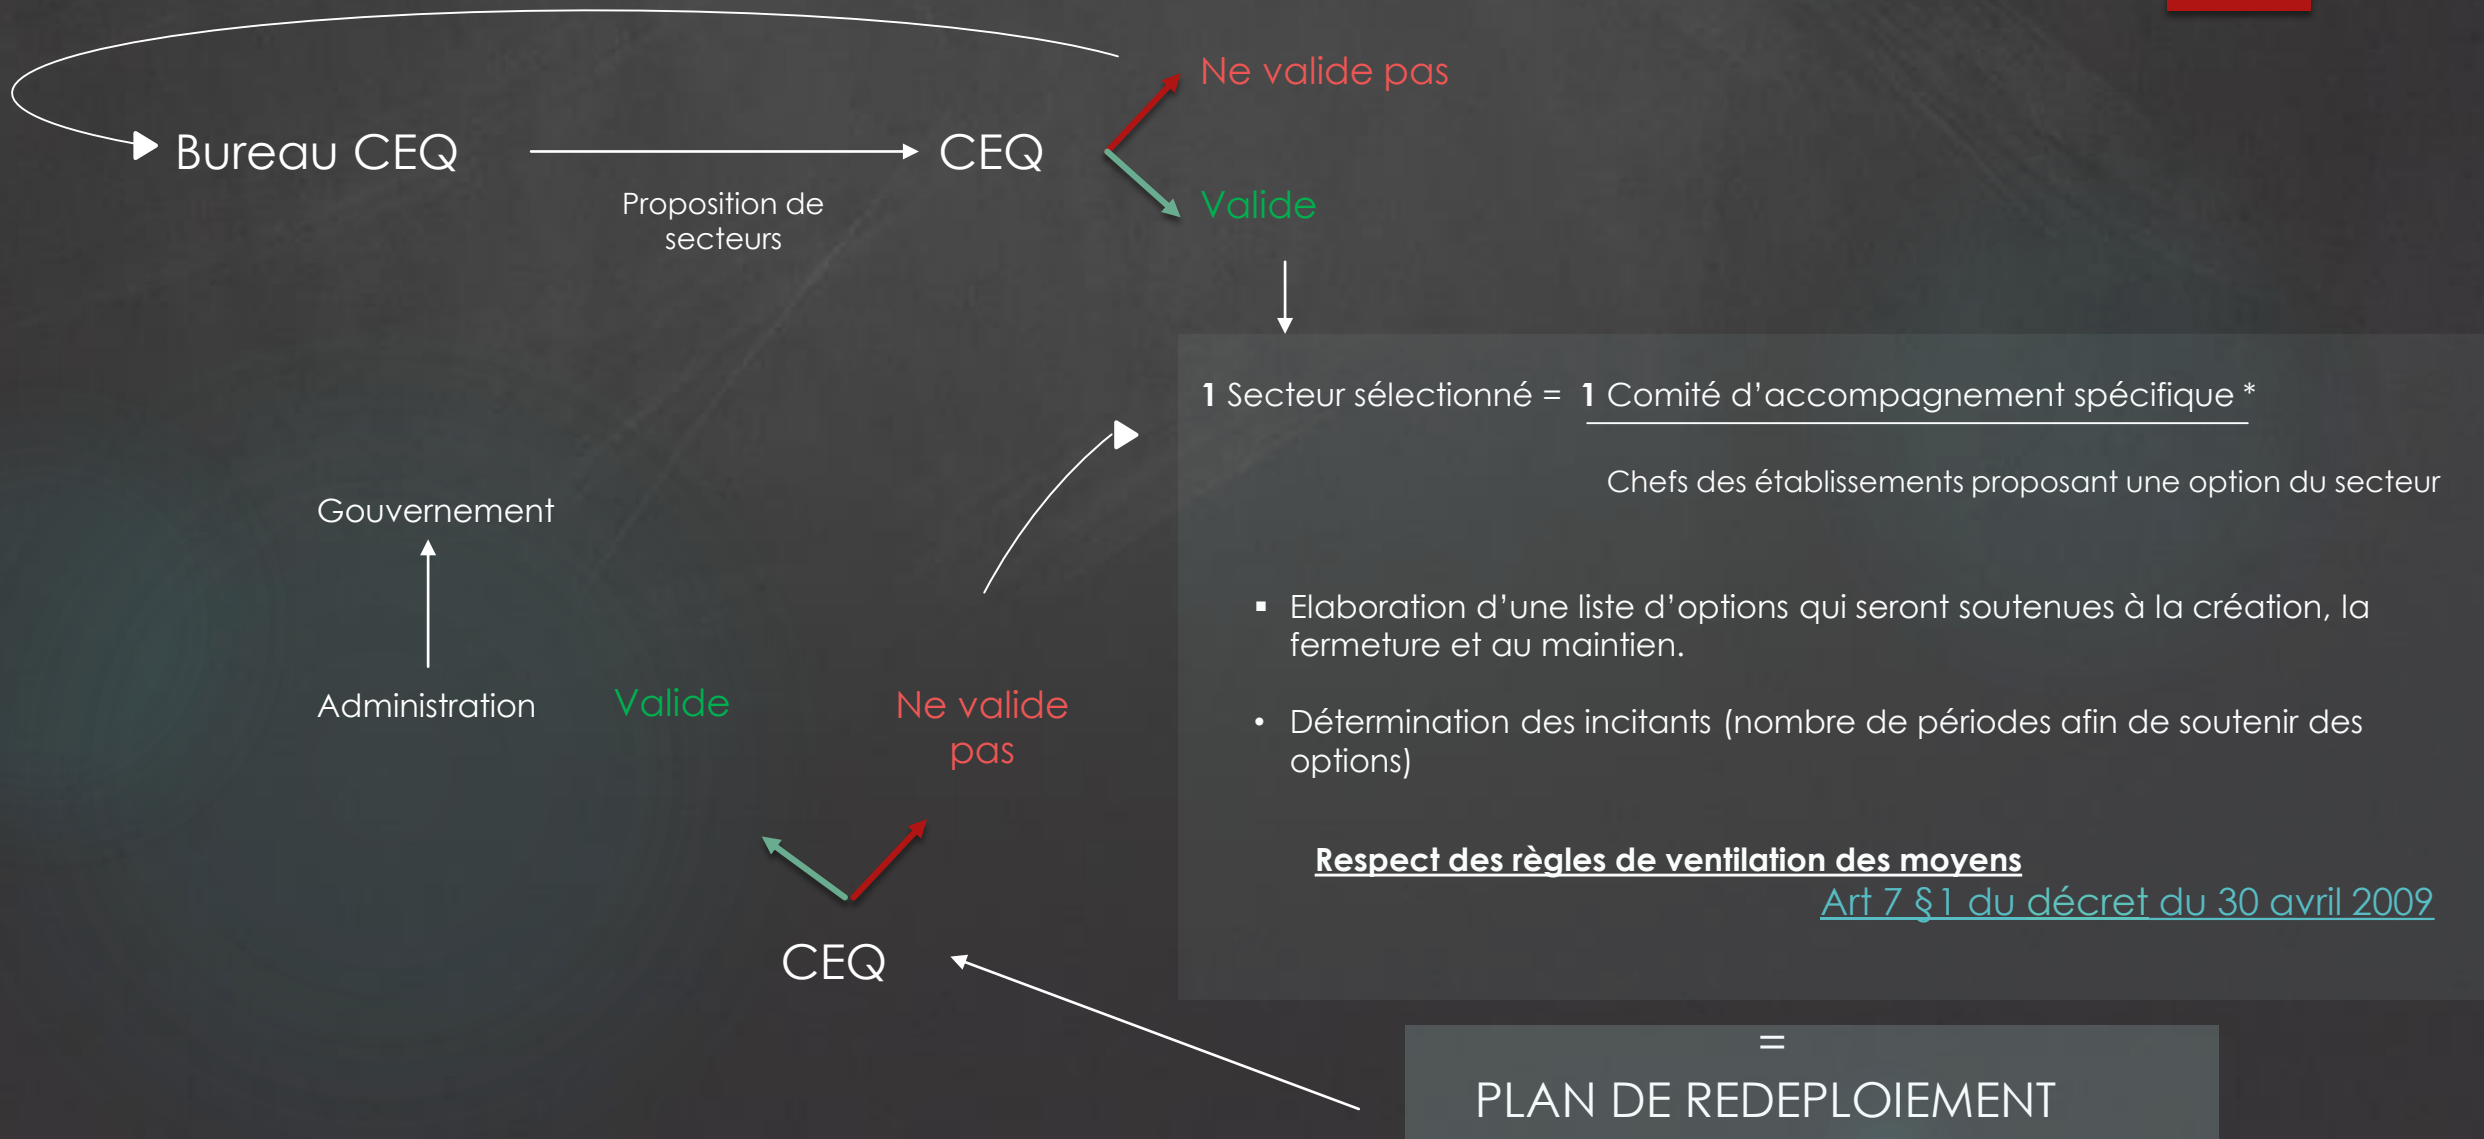 Ne valide pas
Bureau CEQ
CEQ
Proposition de
secteurs
Valide
1 Secteur sélectionné = 1 Comité d’accompagnement spécifique *
Chefs des établissements proposant une option du secteur
▪ Elaboration d’une liste d’options qui seront soutenues à la création, la
fermeture et au maintien.
• Détermination des incitants (nombre de périodes afin de soutenir des
options)
Respect des règles de ventilation des moyens
Art 7 §1 du décret du 30 avril 2009
=
PLAN DE REDEPLOIEMENT
CEQ
Ne valide
pas
Valide
Administration
Gouvernement